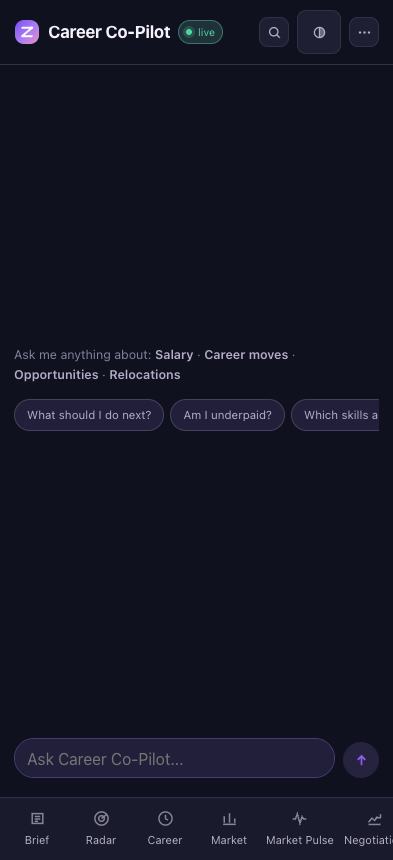 Career Co-Pilot live
Ask me anything about: Salary · Career moves ·
Opportunities · Relocations
What should I do next? Am I underpaid? Which skills a
Ask Career Co-Pilot...
Brief Radar Career Market Market Pulse Negotiati